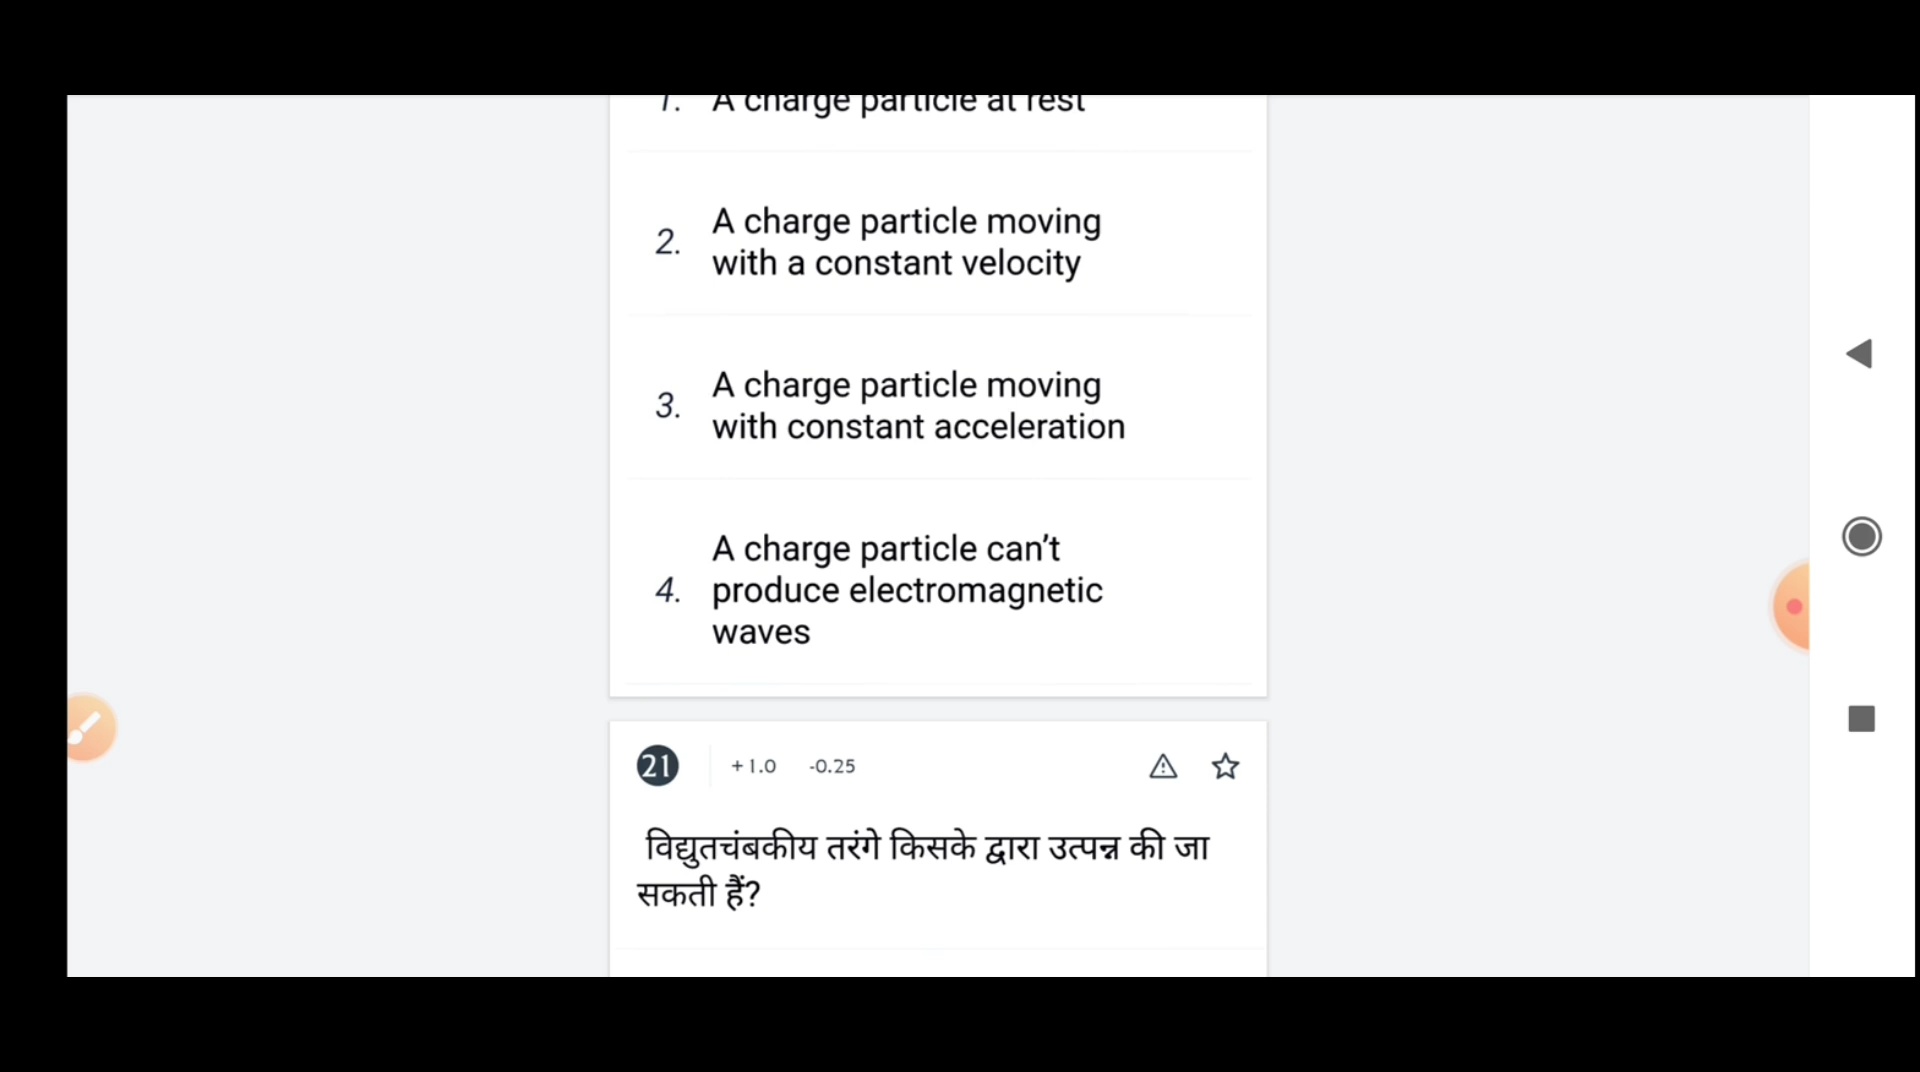 1. A charge particle at rest
2. A charge particle moving
with a constant velocity
3. A charge particle moving
with constant acceleration
4. A charge particle can’t
produce electromagnetic
waves
21 +1.0 -0.25
विद्युतचंबकीय तरंगे किसके द्वारा उत्पन्न की जा
सकती हैं?